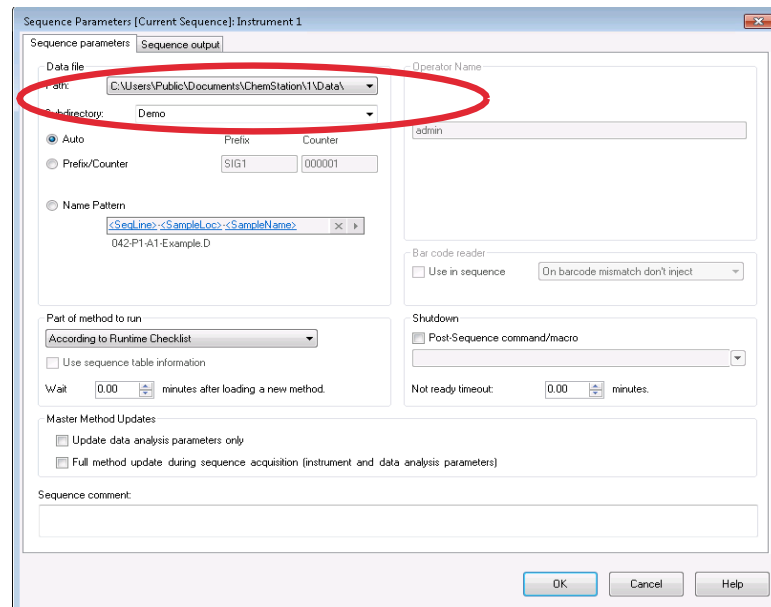 Sequence Parameters [Current Sequence]: Instrument 1
Sequence parameters
Sequence output
Data file
Path:
C:\Users\Public\Documents\ChemStation\1\Data\
Subdirectory:
Demo
Auto
Prefix
Counter
Prefix/Counter
SIG1
000001
Name Pattern
<SeqLine>-<SampleLoc>-<SampleName>
042-P1-A1-Example.D
Operator Name
admin
Bar code reader
Use in sequence
On barcode mismatch don't inject
Part of method to run
According to Runtime Checklist
Use sequence table information
Wait 0.00 minutes after loading a new method.
Shutdown
Post-Sequence command/macro
Not ready timeout: 0.00 minutes.
Master Method Updates
Update data analysis parameters only
Full method update during sequence acquisition (instrument and data analysis parameters)
Sequence comment:
OK
Cancel
Help